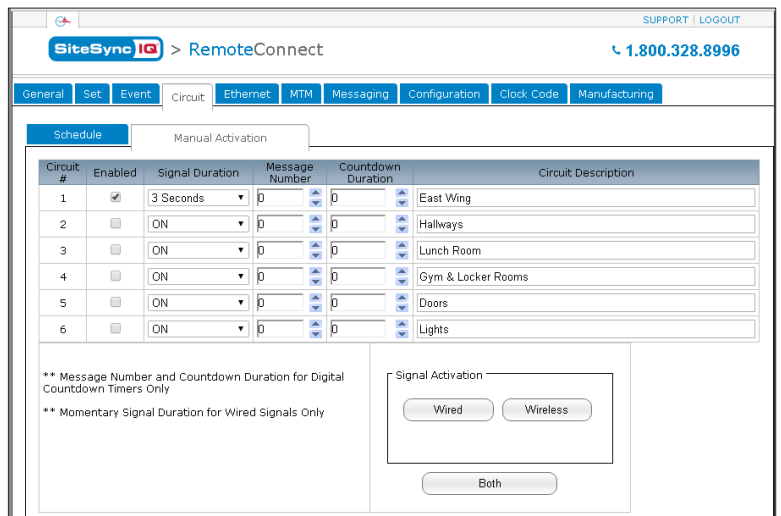 SUPPORT | LOGOUT
SiteSync IQ > RemoteConnect 1.800.328.8996
General Set Event Circuit Ethernet MTM Messaging Configuration Clock Code Manufacturing
Schedule Manual Activation
Circuit # Enabled Signal Duration Message Number Countdown Duration Circuit Description
1 3 Seconds 0 0 East Wing
2 ON 0 0 Hallways
3 ON 0 0 Lunch Room
4 ON 0 0 Gym & Locker Rooms
5 ON 0 0 Doors
6 ON 0 0 Lights
** Message Number and Countdown Duration for Digital
Countdown Timers Only
** Momentary Signal Duration for Wired Signals Only
Signal Activation
Wired Wireless
Both